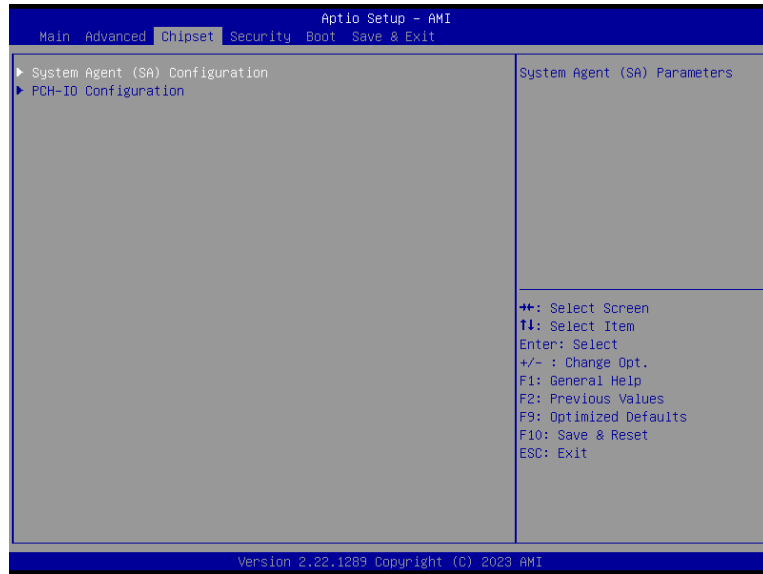 Aptio Setup – AMI
Main Advanced Chipset Security Boot Save & Exit
System Agent (SA) Configuration
PCH-IO Configuration
System Agent (SA) Parameters
→←: Select Screen
↑↓: Select Item
Enter: Select
+/- : Change Opt.
F1: General Help
F2: Previous Values
F9: Optimized Defaults
F10: Save & Reset
ESC: Exit
Version 2.22.1289 Copyright (C) 2023 AMI